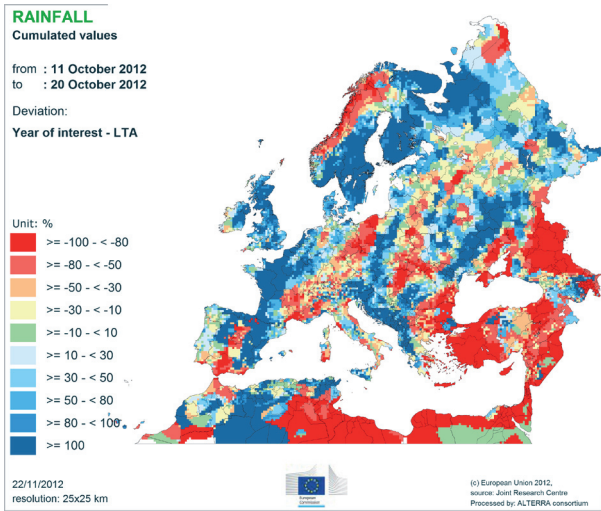 RAINFALL
Cumulated values
from : 11 October 2012
to : 20 October 2012
Deviation:
Year of interest - LTA
Unit: %
>= -100 - < -80
>= -80 - < -50
>= -50 - < -30
>= -30 - < -10
>= -10 - < 10
>= 10 - < 30
>= 30 - < 50
>= 50 - < 80
>= 80 - < 100
>= 100
22/11/2012
resolution: 25x25 km
European
Commission
(c) European Union 2012,
source: Joint Research Centre
Processed by: ALTERRA consortium